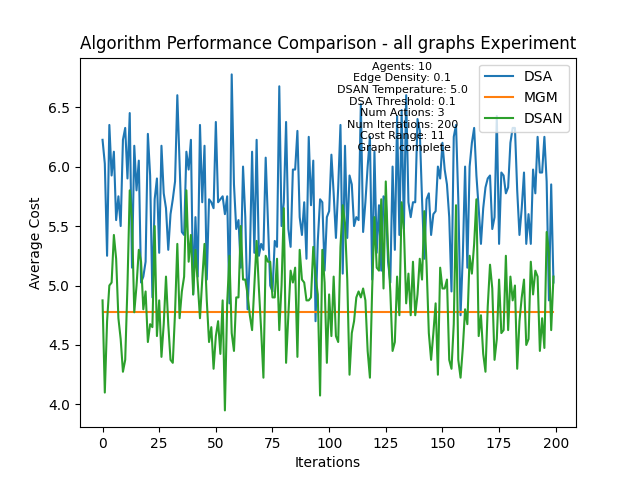 Algorithm Performance Comparison - all graphs Experiment
Agents: 10
Edge Density: 0.1
DSAN Temperature: 5.0
DSA Threshold: 0.1
Num Actions: 3
Num Iterations: 200
Cost Range: 11
Graph: complete
DSA
MGM
DSAN
Average Cost
6.5
6.0
5.5
5.0
4.5
4.0
0 25 50 75 100 125 150 175 200
Iterations